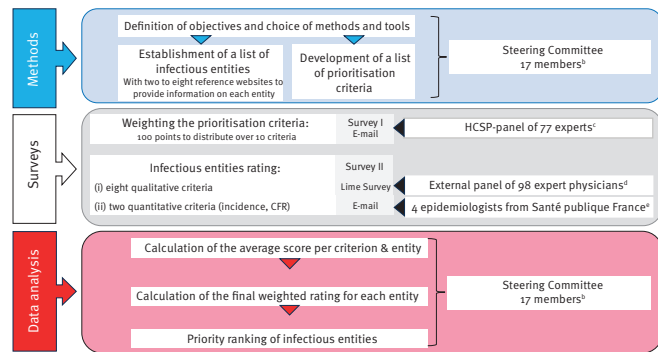 Methods
Definition of objectives and choice of methods and tools
Establishment of a list of
infectious entities
With two to eight reference websites to
provide information on each entity
Development of a list
of prioritisation
criteria
Steering Committee
17 membersᵇ
Surveys
Weighting the prioritisation criteria:
100 points to distribute over 10 criteria
Survey I
E-mail
HCSP-panel of 77 expertsᶜ
Infectious entities rating:
Survey II
(i) eight qualitative criteria
Lime Survey
External panel of 98 expert physiciansᵈ
(ii) two quantitative criteria (incidence, CFR)
E-mail
4 epidemiologists from Santé publique Franceᵉ
Data analysis
Calculation of the average score per criterion & entity
Calculation of the final weighted rating for each entity
Priority ranking of infectious entities
Steering Committee
17 membersᵇ